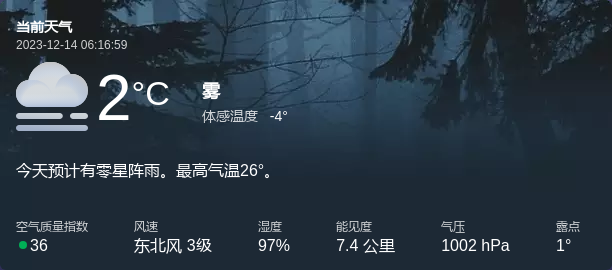 当前天气
2023-12-14 06:16:59
2°C
雾
体感温度 -4°
今天预计有零星阵雨。最高气温26°。
空气质量指数 风速 湿度 能见度 气压 露点
36 东北风 3级 97% 7.4 公里 1002 hPa 1°